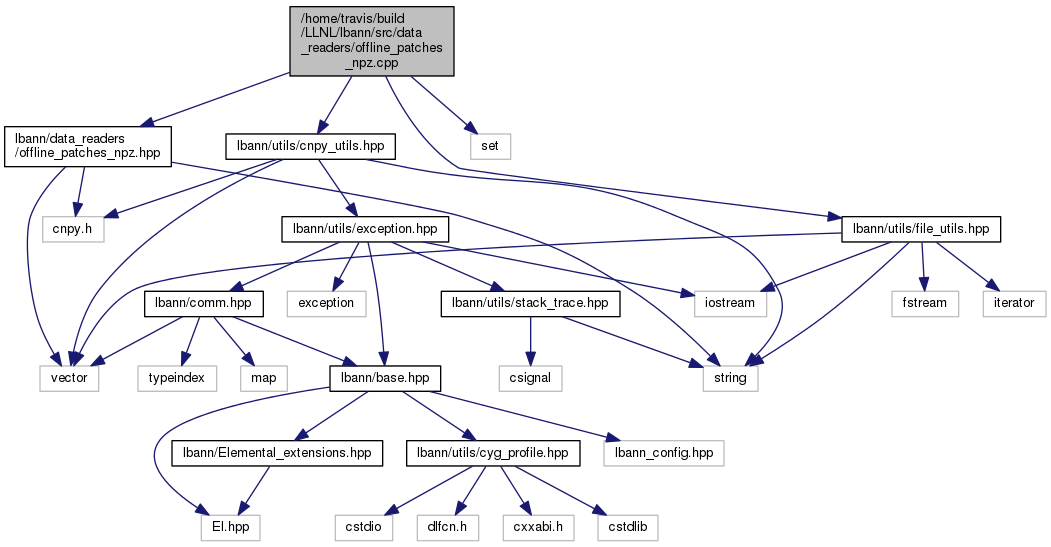 /home/travis/build
/LLNL/lbann/src/data
_readers/offline_patches
_npz.cpp
lbann/data_readers
/offline_patches_npz.hpp
lbann/utils/cnpy_utils.hpp
set
cnpy.h
lbann/utils/exception.hpp
lbann/utils/file_utils.hpp
lbann/comm.hpp
exception
lbann/utils/stack_trace.hpp
iostream
fstream
iterator
vector
typeindex
map
lbann/base.hpp
csignal
string
lbann/Elemental_extensions.hpp
lbann/utils/cyg_profile.hpp
lbann_config.hpp
El.hpp
cstdio
dlfcn.h
cxxabi.h
cstdlib